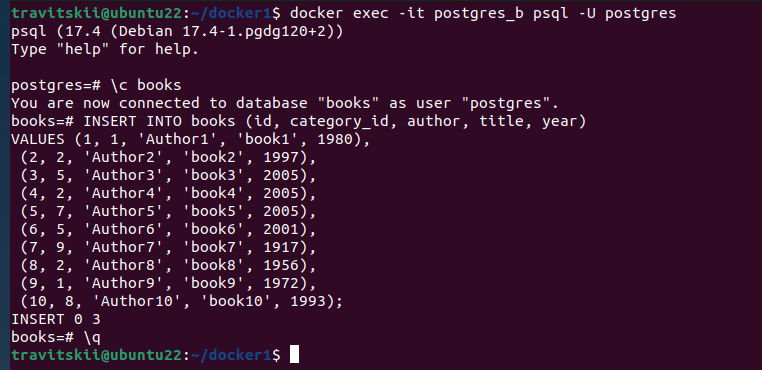 travitskii@ubuntu22:~/docker1$ docker exec -it postgres_b psql -U postgres
psql (17.4 (Debian 17.4-1.pgdg120+2))
Type "help" for help.
postgres=# \c books
You are now connected to database "books" as user "postgres".
books=# INSERT INTO books (id, category_id, author, title, year)
VALUES (1, 1, 'Author1', 'book1', 1980),
(2, 2, 'Author2', 'book2', 1997),
(3, 5, 'Author3', 'book3', 2005),
(4, 2, 'Author4', 'book4', 2005),
(5, 7, 'Author5', 'book5', 2005),
(6, 5, 'Author6', 'book6', 2001),
(7, 9, 'Author7', 'book7', 1917),
(8, 2, 'Author8', 'book8', 1956),
(9, 1, 'Author9', 'book9', 1972),
(10, 8, 'Author10', 'book10', 1993);
INSERT 0 3
books=# \q
travitskii@ubuntu22:~/docker1$